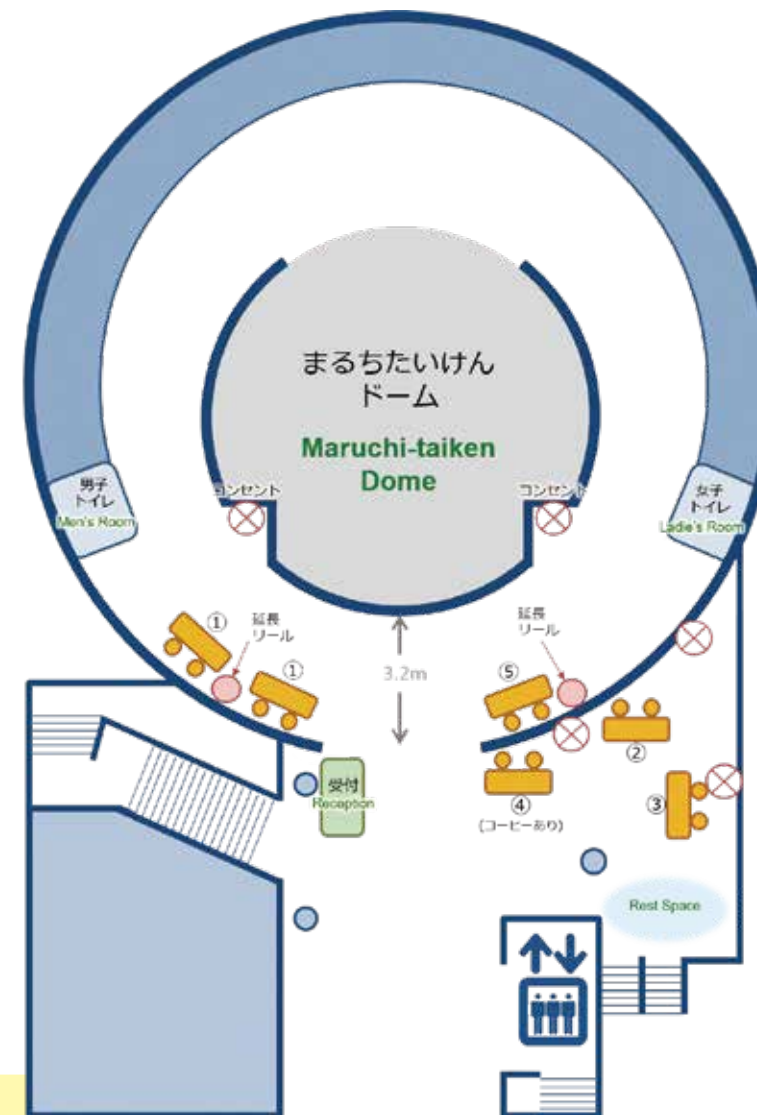 まるちたいけん
ドーム
Maruchi-taiken
Dome
コンセント
コンセント
男子
トイレ
Men's Room
女子
トイレ
Ladie's Room
①
延長
リール
①
3.2m
⑤
延長
リール
②
受付
Reception
④
(コーヒーあり)
③
Rest Space